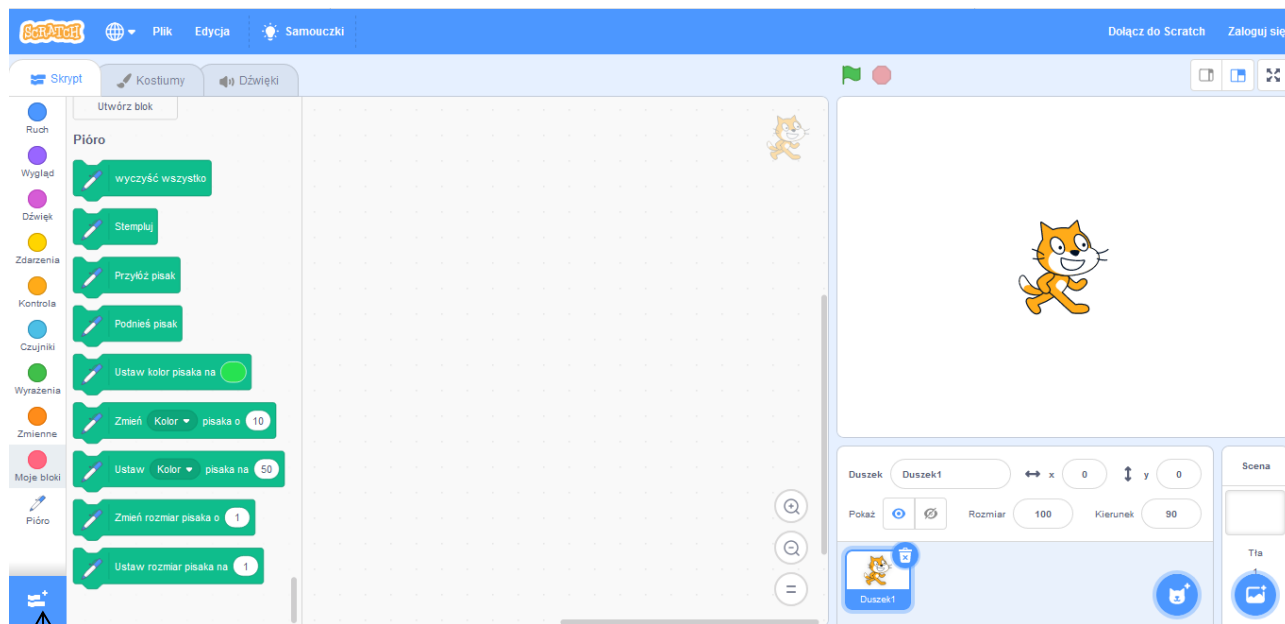 SCRATCH Plik Edycja Samouczki Dołącz do Scratch Zaloguj się
Skrypt Kostiumy Dźwięki
Ruch
Wygląd
Dźwięk
Zdarzenia
Kontrola
Czujniki
Wyrażenia
Zmienne
Moje bloki
Pióro
Utwórz blok
Pióro
wyczyść wszystko
Stempluj
Przyłóż pisak
Podnieś pisak
Ustaw kolor pisaka na
Zmień Kolor pisaka o 10
Ustaw Kolor pisaka na 50
Zmień rozmiar pisaka o 1
Ustaw rozmiar pisaka na 1
Duszek Duszek1 x 0 y 0
Pokaż Rozmiar 100 Kierunek 90
Duszek1
Scena
Tła